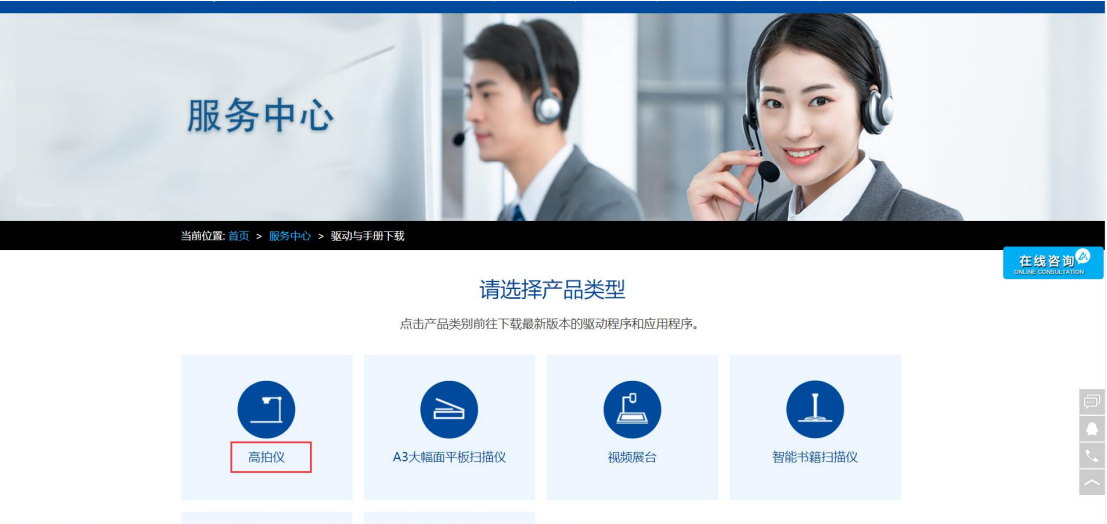 服务中心
当前位置: 首页 > 服务中心 > 驱动与手册下载
在线咨询
ONLINE CONSULTATION
请选择产品类型
点击产品类别前往下载最新版本的驱动程序和应用程序。
高拍仪
A3大幅面平板扫描仪
视频展台
智能书籍扫描仪